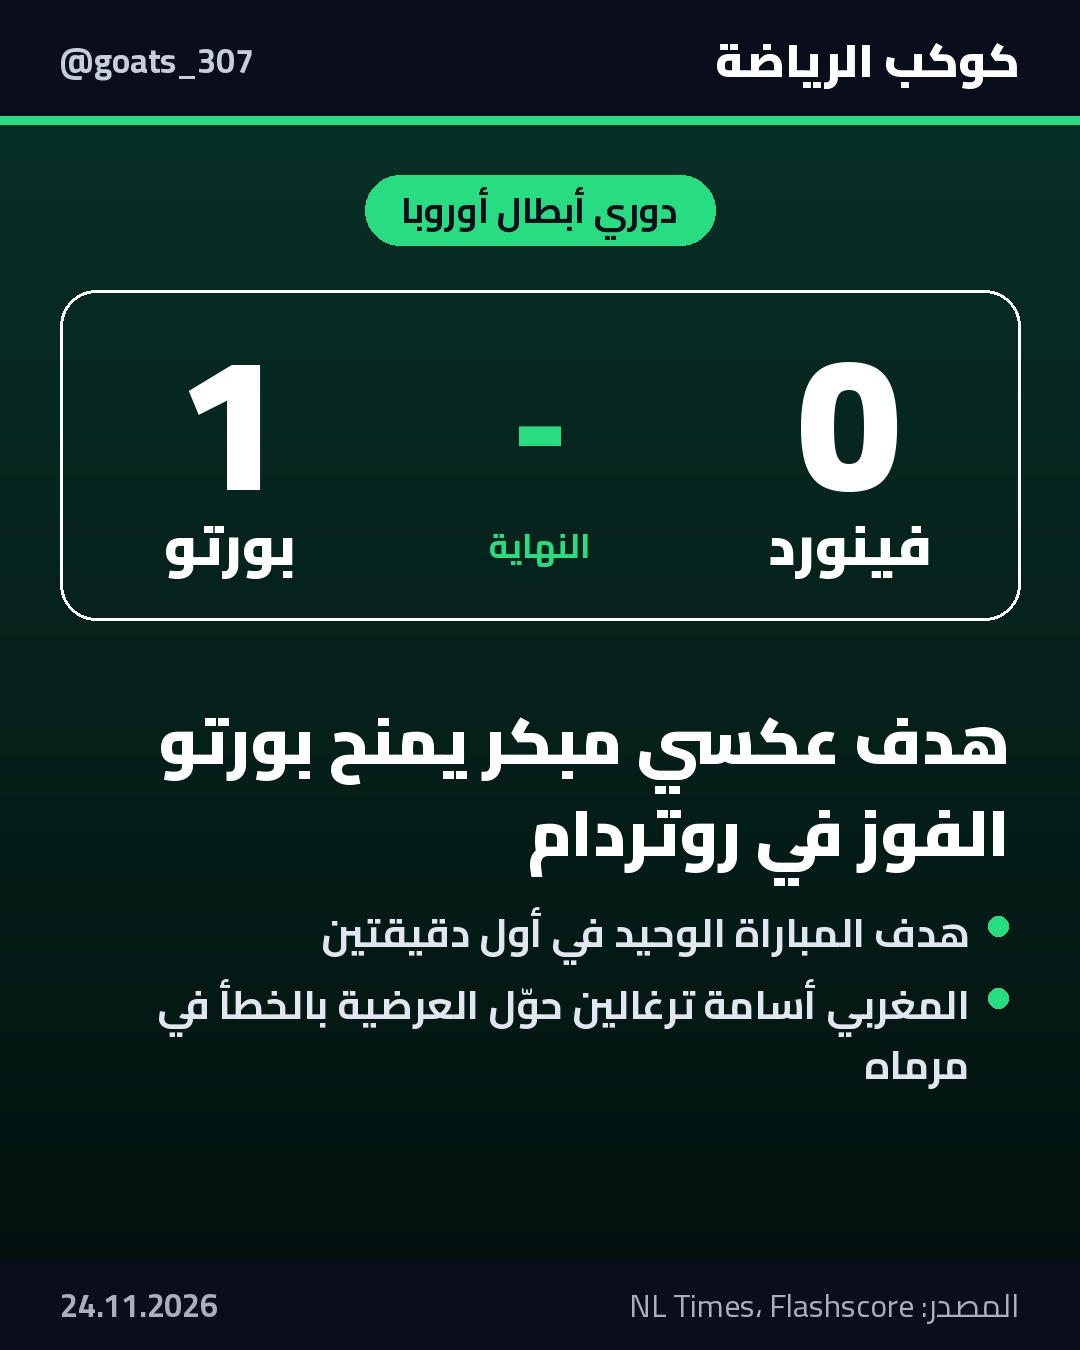 كوكب الرياضة
@goats_307
دوري أبطال أوروبا
0 - 1
فينورد
النهاية
بورتو
هدف عكسي مبكر يمنح بورتو
الفوز في روتردام
هدف المباراة الوحيد في أول دقيقتين
المغربي أسامة ترغالين حوّل العرضية بالخطأ في
مرماه
المصدر: NL Times، Flashscore
24.11.2026